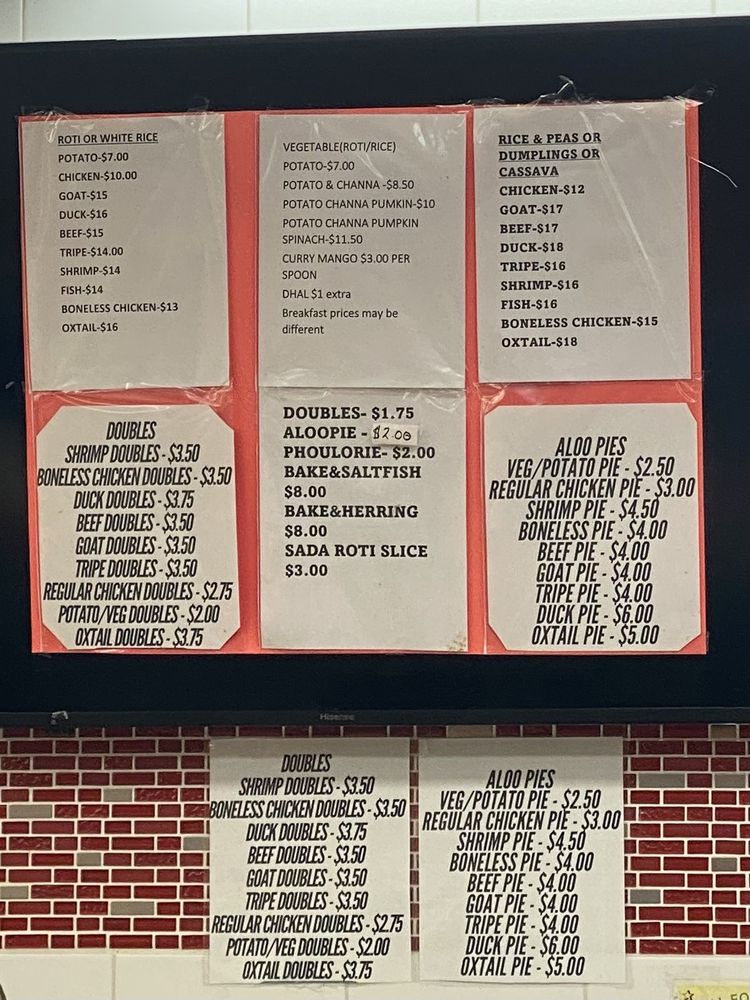 ROTI OR WHITE RICE
POTATO-$7.00
CHICKEN-$10.00
GOAT-$15
DUCK-$16
BEEF-$15
TRIPE-$14.00
SHRIMP-$14
FISH-$14
BONELESS CHICKEN-$13
OXTAIL-$16
VEGETABLE(ROTI/RICE)
POTATO-$7.00
POTATO & CHANNA -$8.50
POTATO CHANNA PUMKIN-$10
POTATO CHANNA PUMPKIN
SPINACH-$11.50
CURRY MANGO $3.00 PER
SPOON
DHAL $1 extra
Breakfast prices may be
different
RICE & PEAS OR
DUMPLINGS OR
CASSAVA
CHICKEN-$12
GOAT-$17
BEEF-$17
DUCK-$18
TRIPE-$16
SHRIMP-$16
FISH-$16
BONELESS CHICKEN-$15
OXTAIL-$18
DOUBLES
SHRIMP DOUBLES - $3.50
BONELESS CHICKEN DOUBLES - $3.50
DUCK DOUBLES - $3.75
BEEF DOUBLES - $3.50
GOAT DOUBLES - $3.50
TRIPE DOUBLES - $3.50
REGULAR CHICKEN DOUBLES - $2.75
POTATO/VEG DOUBLES - $2.00
OXTAIL DOUBLES - $3.75
DOUBLES- $1.75
ALOOPIE - $2.00
PHOULORIE- $2.00
BAKE&SALTFISH
$8.00
BAKE&HERRING
$8.00
SADA ROTI SLICE
$3.00
ALOO PIES
VEG/POTATO PIE - $2.50
REGULAR CHICKEN PIE - $3.00
SHRIMP PIE - $4.50
BONELESS PIE - $4.00
BEEF PIE - $4.00
GOAT PIE - $4.00
TRIPE PIE - $4.00
DUCK PIE - $6.00
OXTAIL PIE - $5.00
Hisense
DOUBLES
SHRIMP DOUBLES - $3.50
BONELESS CHICKEN DOUBLES - $3.50
DUCK DOUBLES - $3.75
BEEF DOUBLES - $3.50
GOAT DOUBLES - $3.50
TRIPE DOUBLES - $3.50
REGULAR CHICKEN DOUBLES - $2.75
POTATO/VEG DOUBLES - $2.00
OXTAIL DOUBLES - $3.75
ALOO PIES
VEG/POTATO PIE - $2.50
REGULAR CHICKEN PIE - $3.00
SHRIMP PIE - $4.50
BONELESS PIE - $4.00
BEEF PIE - $4.00
GOAT PIE - $4.00
TRIPE PIE - $4.00
DUCK PIE - $6.00
OXTAIL PIE - $5.00